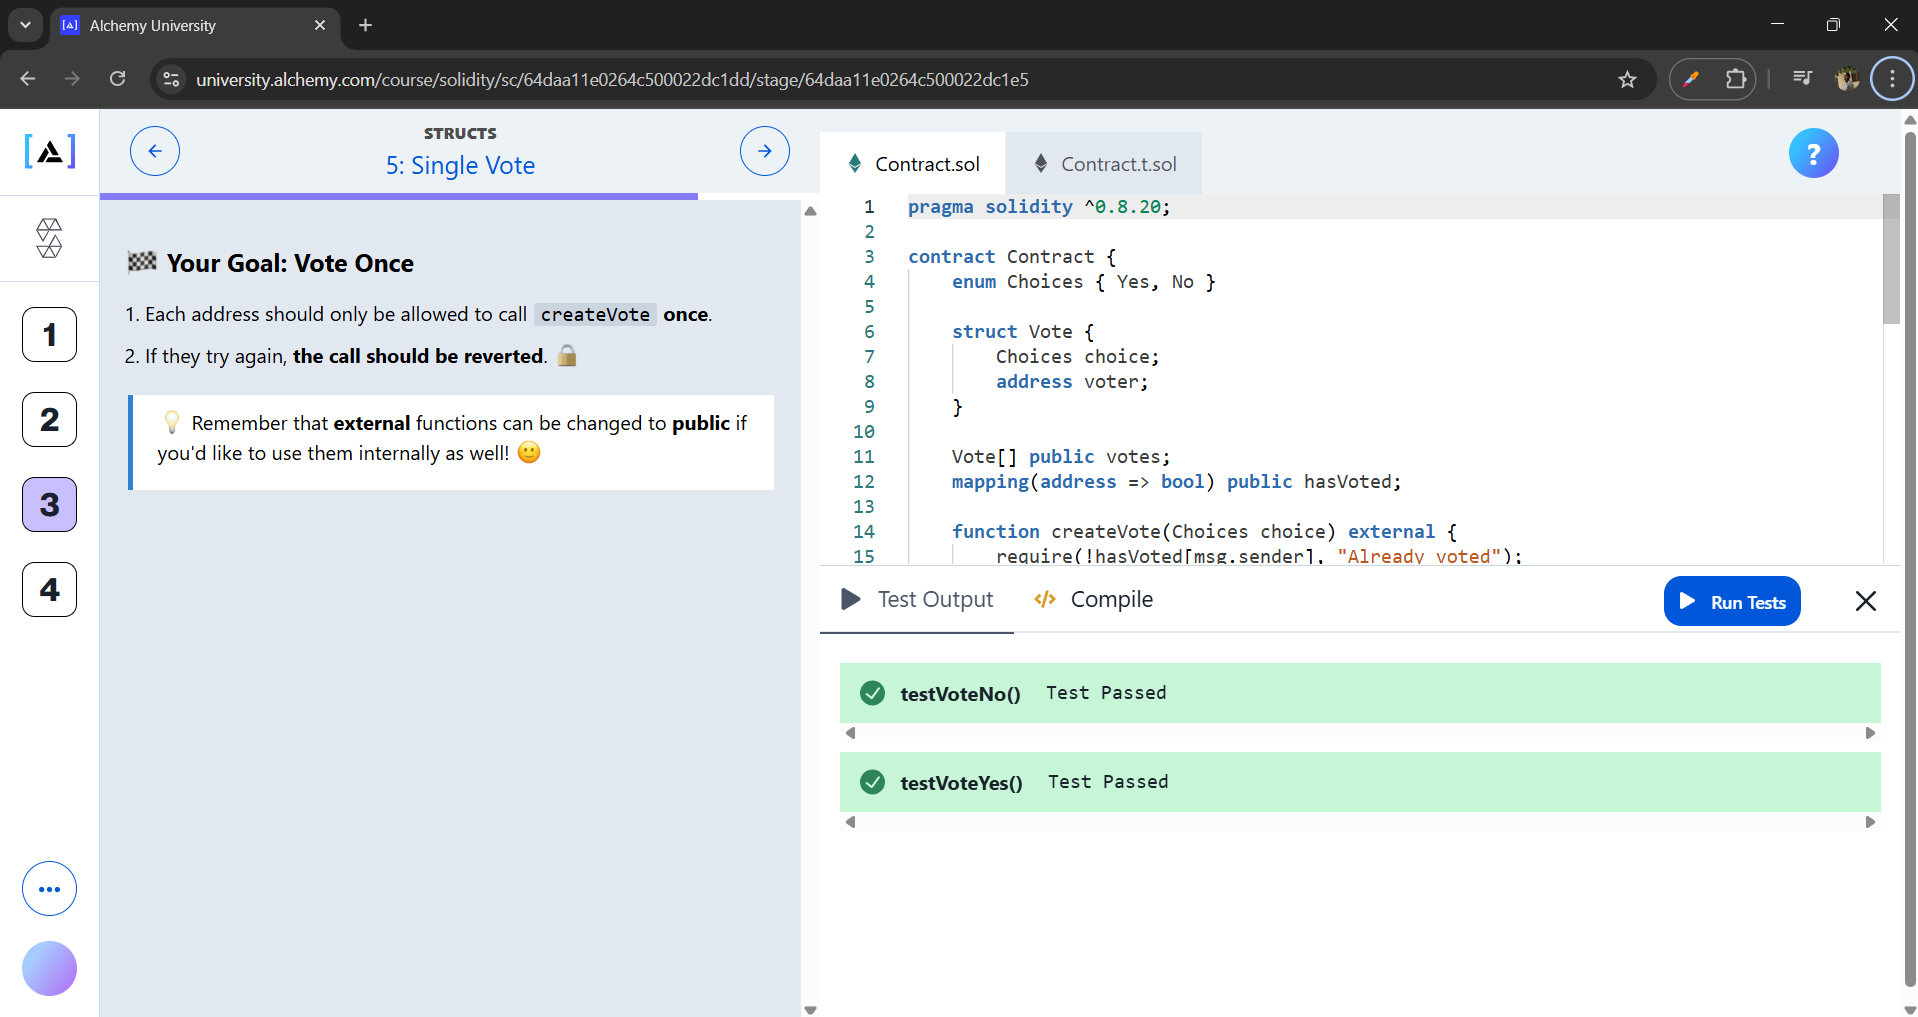 Alchemy University
university.alchemy.com/course/solidity/sc/64daa11e0264c500022dc1dd/stage/64daa11e0264c500022dc1e5
STRUCTS
5: Single Vote
1
2
3
4
🏁 Your Goal: Vote Once
1. Each address should only be allowed to call createVote once.
2. If they try again, the call should be reverted. 🔒
💡 Remember that external functions can be changed to public if
you'd like to use them internally as well! 🙂
Contract.sol
Contract.t.sol
?
1 pragma solidity ^0.8.20;
2
3 contract Contract {
4 enum Choices { Yes, No }
5
6 struct Vote {
7 Choices choice;
8 address voter;
9 }
10
11 Vote[] public votes;
12 mapping(address => bool) public hasVoted;
13
14 function createVote(Choices choice) external {
15 require(!hasVoted[msg.sender], "Already voted");
Test Output
</> Compile
Run Tests
testVoteNo() Test Passed
testVoteYes() Test Passed